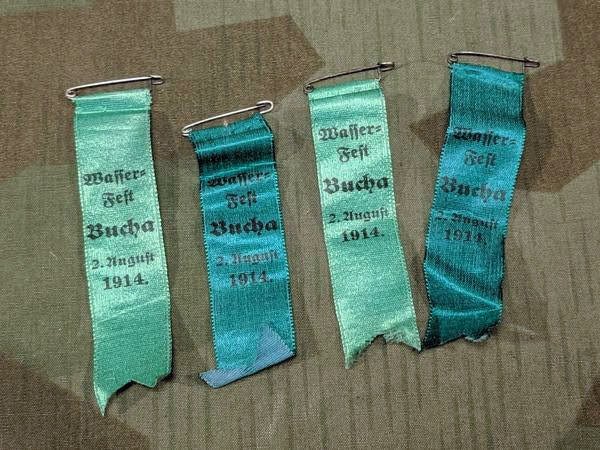 Wasser-
Fest
Bucha
2. August
1914.
Wasser-
Fest
Bucha
2. August
1914.
Wasser-
Fest
Bucha
2. August
1914.
Wasser-
Fest
Bucha
2. August
1914.